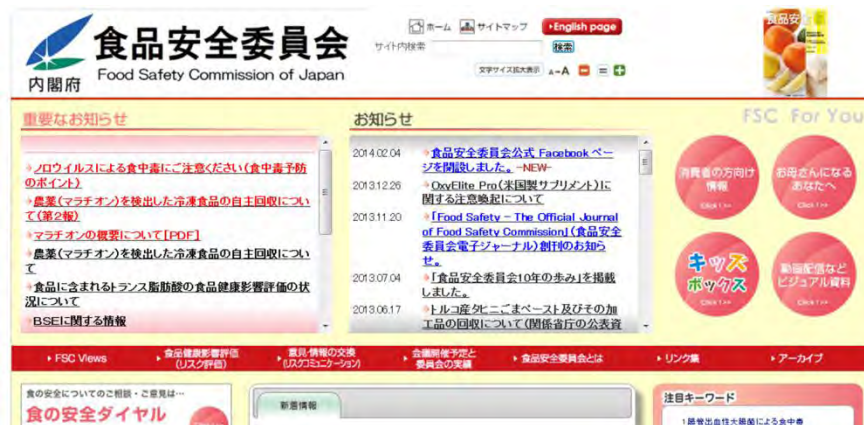 食品安全委員会
内閣府 Food Safety Commission of Japan
ホーム サイトマップ English page
サイト内検索 検索
文字サイズ拡大表示 A→A
食品安全
重要なお知らせ
ノロウイルスによる食中毒にご注意ください(食中毒予防
のポイント)
農薬(マラチオン)を検出した冷凍食品の自主回収につい
て(第2報)
マラチオンの概要について[PDF]
農薬(マラチオン)を検出した冷凍食品の自主回収につい
て
食品に含まれるトランス脂肪酸の食品健康影響評価の状
況について
BSEに関する情報
お知らせ
2014.02.04 食品安全委員会公式 Facebook ペー
ジを開設しました。-NEW-
2013.12.26 OxyElite Pro(米国製サプリメント)に
関する注意喚起について
2013.11.20 「Food Safety – The Official Journal
of Food Safety Commission」(食品安全
委員会電子ジャーナル)創刊のお知ら
せ。
2013.07.04 「食品安全委員会10年の歩み」を掲載
しました。
2013.06.17 トルコ産タヒニごまペースト及びその加
工品の回収について(関係省庁の公表資
FSC For You
消費者の方向け
情報
Click !>>
お母さんになる
あなたへ
Click !>>
キッズ
ボックス
Click !>>
動画配信など
ビジュアル資料
Click !>>
FSC Views
食品健康影響評価
(リスク評価)
意見・情報の交換
(リスクコミュニケーション)
会議開催予定と
委員会の実績
食品安全委員会とは
リンク集
アーカイブ
食の安全についてのご相談・ご意見は…
食の安全ダイヤル
新着情報
注目キーワード
1 腸管出血性大腸菌による食中毒